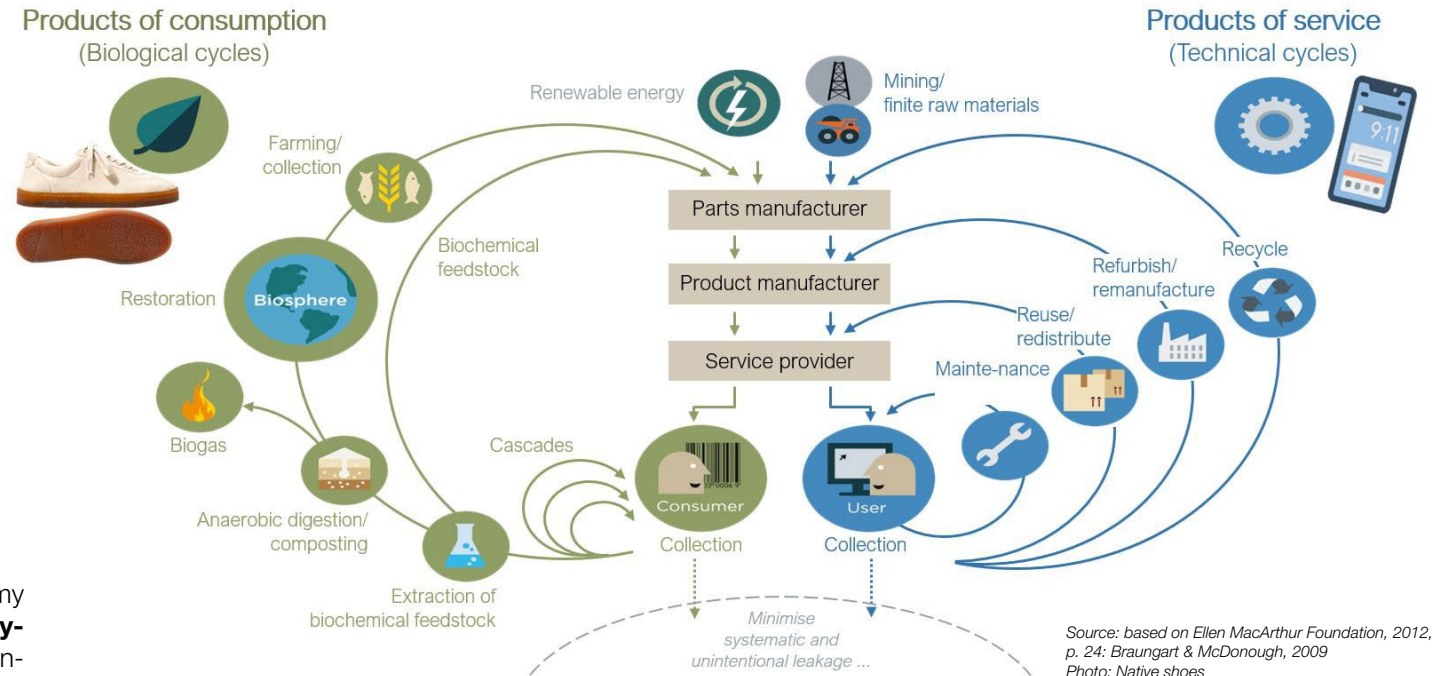 Products of consumption
(Biological cycles)
Products of service
(Technical cycles)
Renewable energy
Mining/
finite raw materials
Farming/
collection
9:11
Parts manufacturer
Biochemical
feedstock
Recycle
Refurbish/
remanufacture
Product manufacturer
Restoration
Biosphere
Reuse/
redistribute
Service provider
Mainte-nance
Biogas
Cascades
Consumer
User
Anaerobic digestion/
composting
Collection
Collection
Extraction of
biochemical feedstock
my
y-
n-
Minimise
systematic and
unintentional leakage ...
Source: based on Ellen MacArthur Foundation, 2012,
p. 24: Braungart & McDonough, 2009
Photo: Native shoes